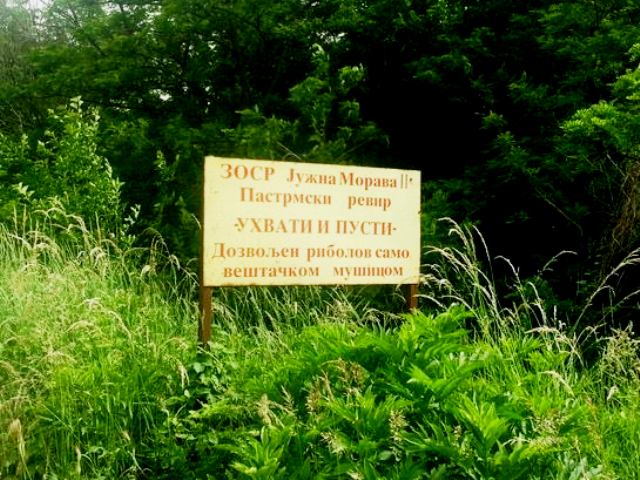 ЗОСР Јужна Морава II"
Пастрмски ревир
-УХВАТИ И ПУСТИ-
Дозвољен риболов само
вештачком мушицом